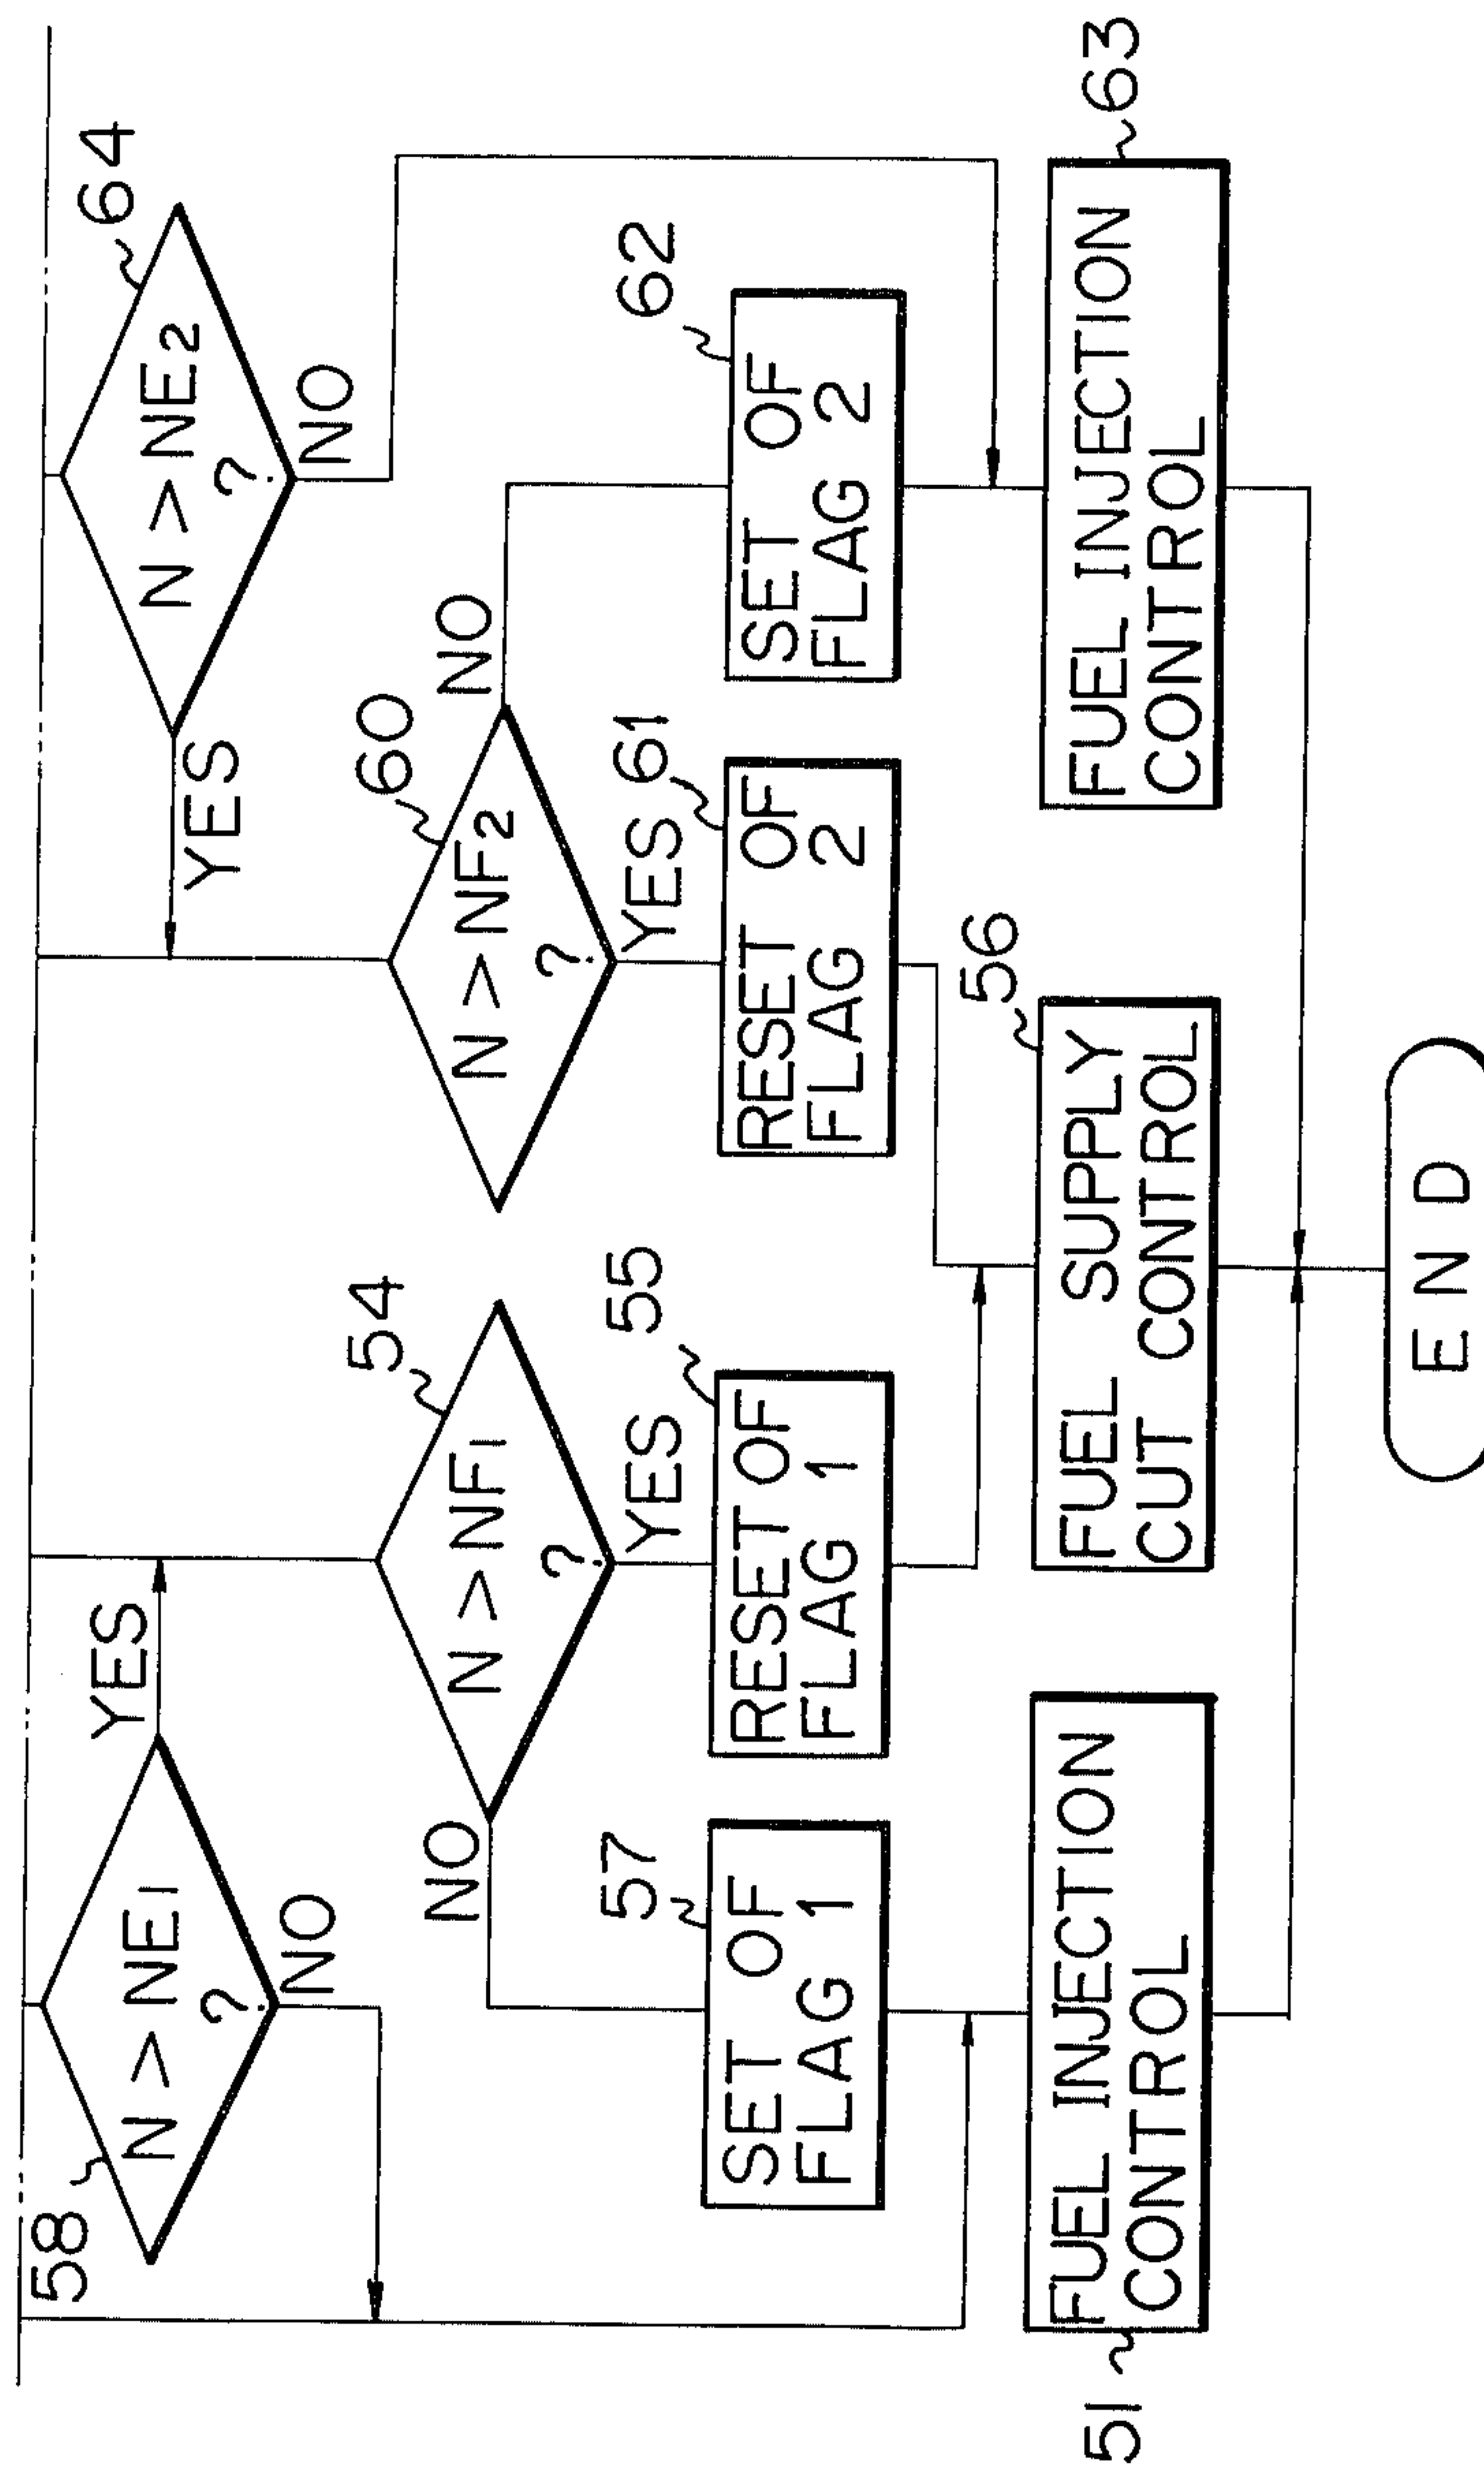 58
N > NE1
?
YES
NO
64
N > NE2
?
YES
NO
54
N > NF1
?
NO
YES
60
N > NF2
?
NO
YES
57
SET OF
FLAG 1
55
RESET OF
FLAG 1
61
RESET OF
FLAG 2
62
SET OF
FLAG 2
51
FUEL INJECTION
CONTROL
56
FUEL SUPPLY
CUT CONTROL
63
FUEL INJECTION
CONTROL
END